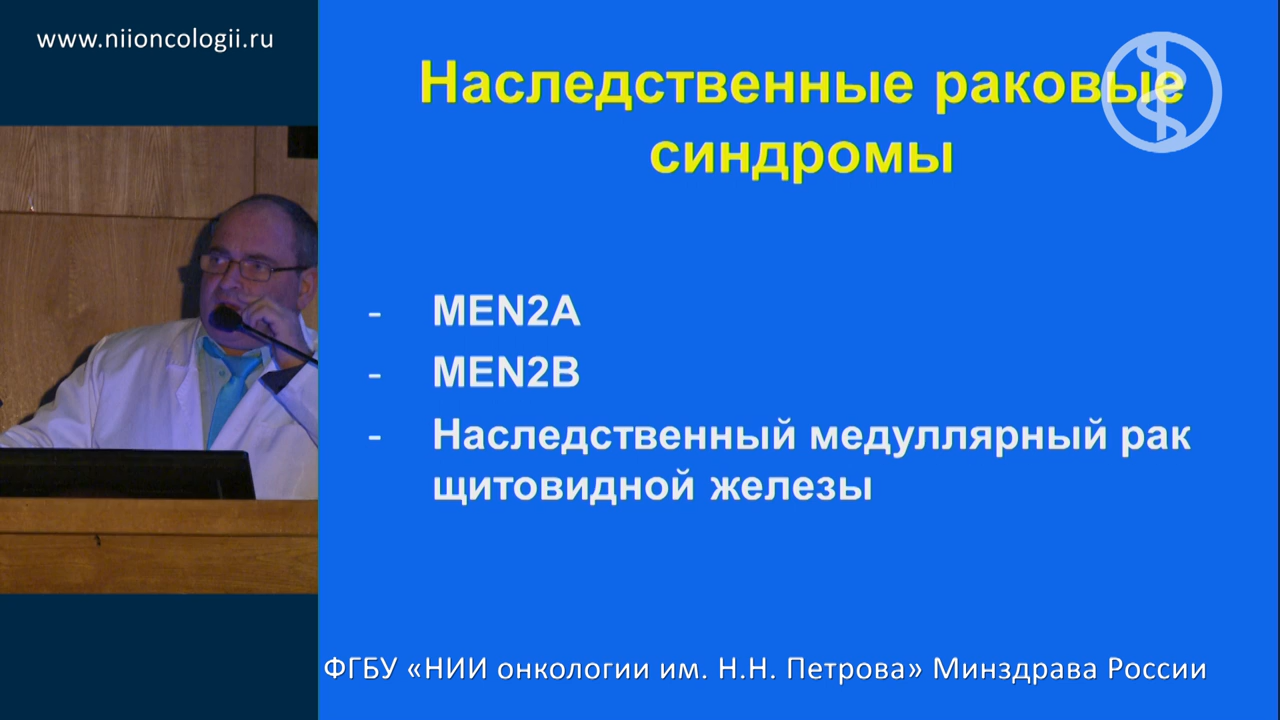 www.niioncologii.ru
Наследственные раковые
синдромы
- MEN2A
- MEN2B
- Наследственный медуллярный рак
щитовидной железы
ФГБУ «НИИ онкологии им. Н.Н. Петрова» Минздрава России